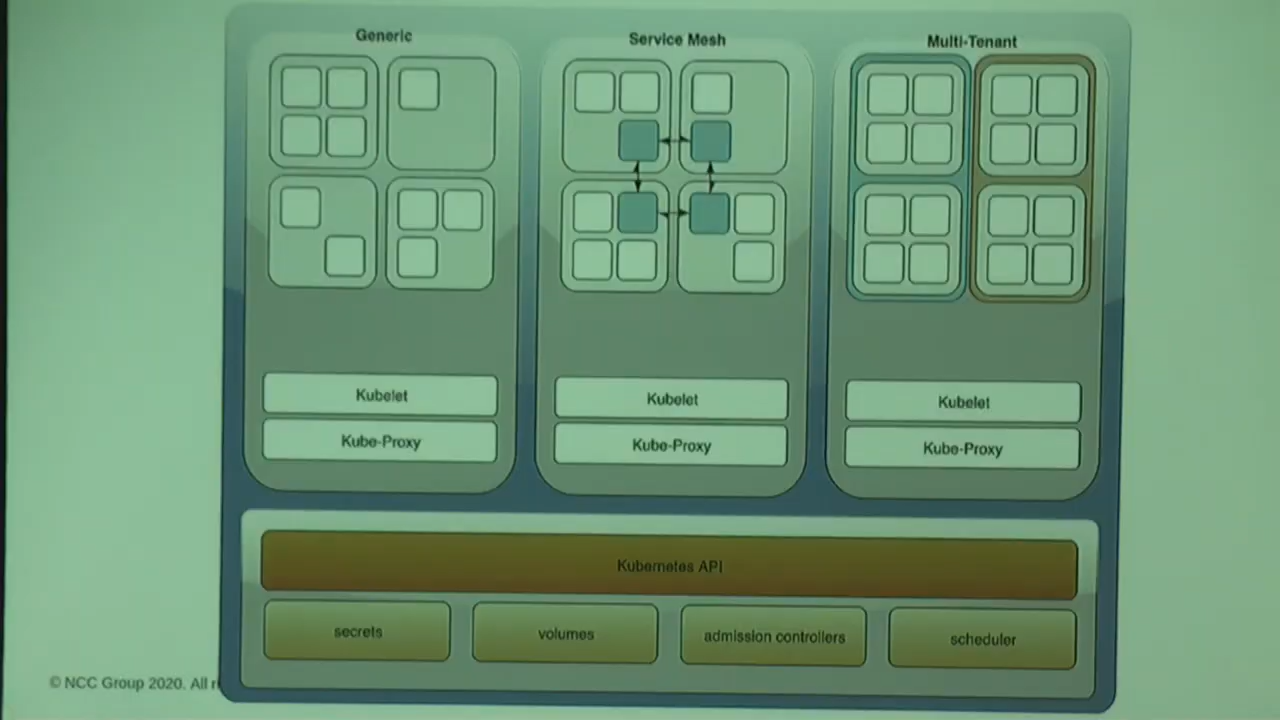 Generic
Service Mesh
Multi-Tenant
Kubelet
Kubelet
Kubelet
Kube-Proxy
Kube-Proxy
Kube-Proxy
Kubernetes API
secrets
volumes
admission controllers
scheduler
© NCC Group 2020. All